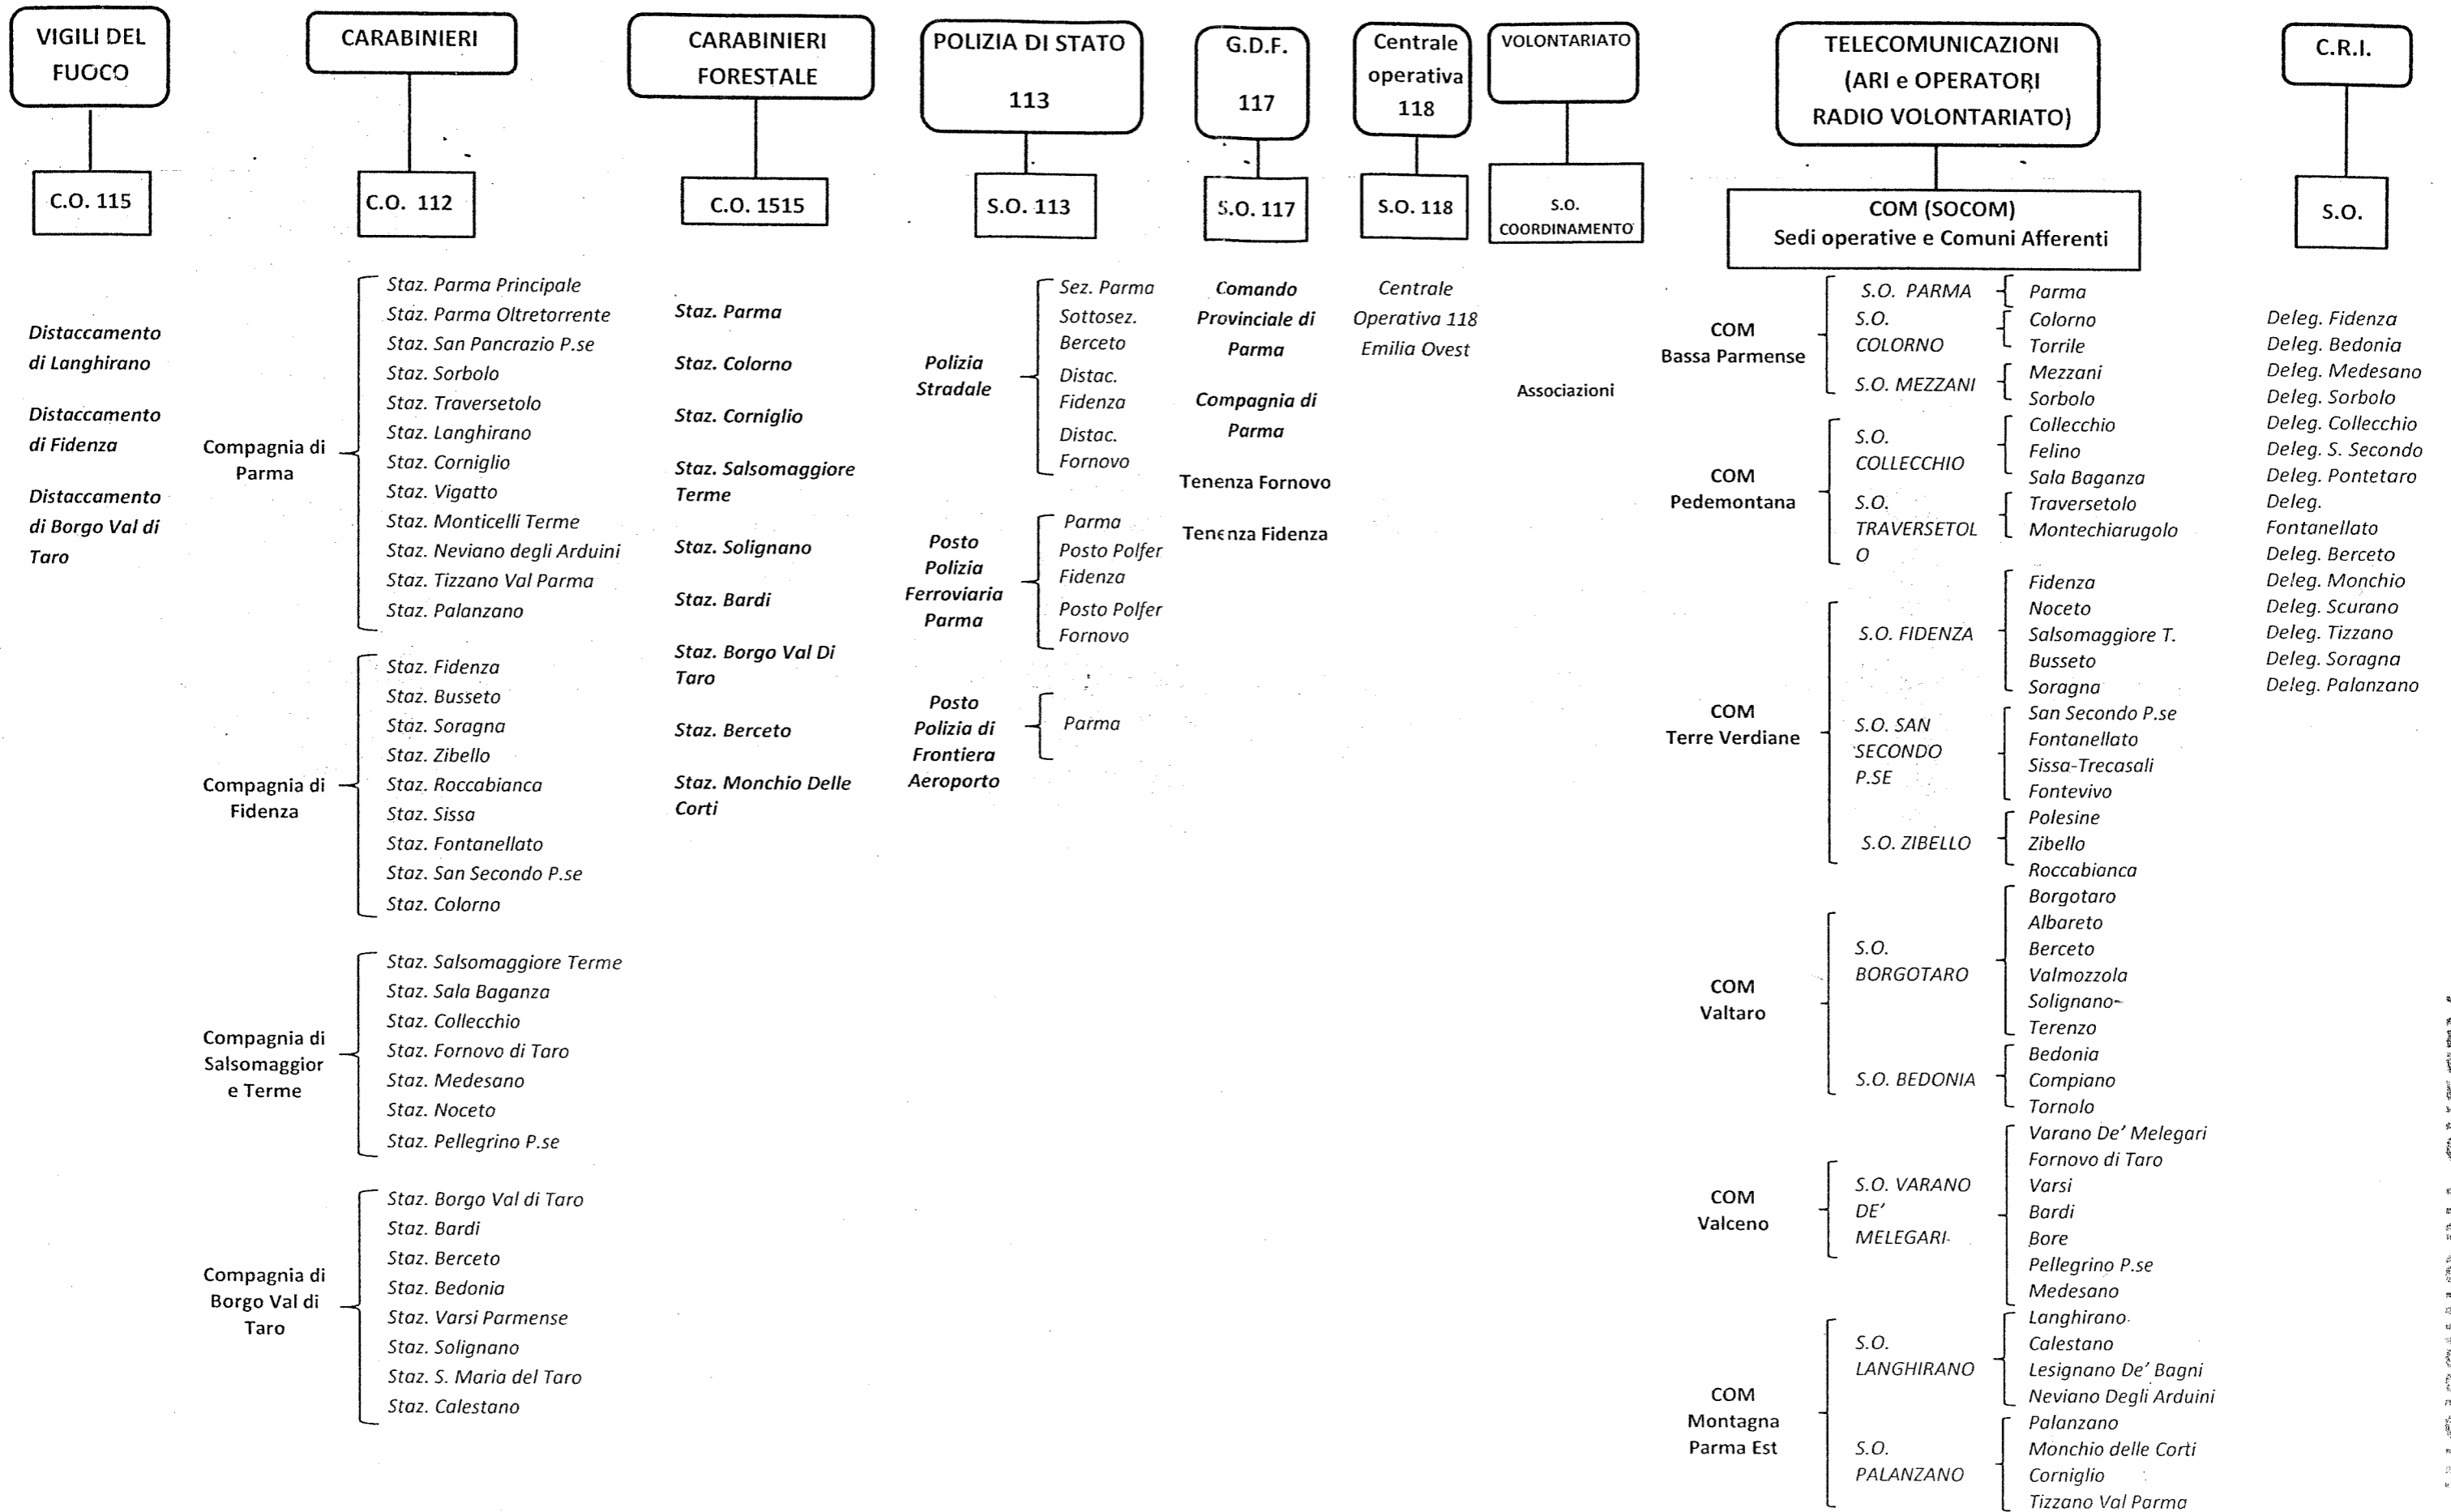 VIGILI DEL
FUOCO
C.O. 115
Distaccamento
di Langhirano
Distaccamento
di Fidenza
Distaccamento
di Borgo Val di
Taro
CARABINIERI
C.O. 112
Compagnia di
Parma
Staz. Parma Principale
Staz. Parma Oltretorrente
Staz. San Pancrazio P.se
Staz. Sorbolo
Staz. Traversetolo
Staz. Langhirano
Staz. Corniglio
Staz. Vigatto
Staz. Monticelli Terme
Staz. Neviano degli Arduini
Staz. Tizzano Val Parma
Staz. Palanzano
Compagnia di
Fidenza
Staz. Fidenza
Staz. Busseto
Staz. Soragna
Staz. Zibello
Staz. Roccabianca
Staz. Sissa
Staz. Fontanellato
Staz. San Secondo P.se
Staz. Colorno
Compagnia di
Salsomaggior
e Terme
Staz. Salsomaggiore Terme
Staz. Sala Baganza
Staz. Collecchio
Staz. Fornovo di Taro
Staz. Medesano
Staz. Noceto
Staz. Pellegrino P.se
Compagnia di
Borgo Val di
Taro
Staz. Borgo Val di Taro
Staz. Bardi
Staz. Berceto
Staz. Bedonia
Staz. Varsi Parmense
Staz. Solignano
Staz. S. Maria del Taro
Staz. Calestano
CARABINIERI
FORESTALE
C.O. 1515
Staz. Parma
Staz. Colorno
Staz. Corniglio
Staz. Salsomaggiore
Terme
Staz. Solignano
Staz. Bardi
Staz. Borgo Val Di
Taro
Staz. Berceto
Staz. Monchio Delle
Corti
POLIZIA DI STATO
113
S.O. 113
Polizia
Stradale
Sez. Parma
Sottosez.
Berceto
Distac.
Fidenza
Distac.
Fornovo
Posto
Polizia
Ferroviaria
Parma
Parma
Posto Polfer
Fidenza
Posto Polfer
Fornovo
Posto
Polizia di
Frontiera
Aeroporto
Parma
G.D.F.
117
S.O. 117
Comando
Provinciale di
Parma
Compagnia di
Parma
Tenenza Fornovo
Tenenza Fidenza
Centrale
operativa
118
S.O. 118
Centrale
Operativa 118
Emilia Ovest
VOLONTARIATO
S.O.
COORDINAMENTO
Associazioni
TELECOMUNICAZIONI
(ARI e OPERATORI
RADIO VOLONTARIATO)
COM (SOCOM)
Sedi operative e Comuni Afferenti
COM
Bassa Parmense
S.O. PARMA
Parma
S.O.
COLORNO
Colorno
Torrile
S.O. MEZZANI
Mezzani
Sorbolo
COM
Pedemontana
S.O.
COLLECCHIO
Collecchio
Felino
Sala Baganza
S.O.
TRAVERSETOL
O
Traversetolo
Montechiarugolo
COM
Terre Verdiane
S.O. FIDENZA
Fidenza
Noceto
Salsomaggiore T.
Busseto
Soragna
S.O. SAN
SECONDO
P.SE
San Secondo P.se
Fontanellato
Sissa-Trecasali
Fontevivo
S.O. ZIBELLO
Polesine
Zibello
Roccabianca
COM
Valtaro
S.O.
BORGOTARO
Borgotaro
Albareto
Berceto
Valmozzola
Solignano
Terenzo
S.O. BEDONIA
Bedonia
Compiano
Tornolo
COM
Valceno
S.O. VARANO
DE’
MELEGARI
Varano De’ Melegari
Fornovo di Taro
Varsi
Bardi
Bore
Pellegrino P.se
Medesano
COM
Montagna
Parma Est
S.O.
LANGHIRANO
Langhirano
Calestano
Lesignano De’ Bagni
Neviano Degli Arduini
S.O.
PALANZANO
Palanzano
Monchio delle Corti
Corniglio
Tizzano Val Parma
C.R.I.
S.O.
Deleg. Fidenza
Deleg. Bedonia
Deleg. Medesano
Deleg. Sorbolo
Deleg. Collecchio
Deleg. S. Secondo
Deleg. Pontetaro
Deleg.
Fontanellato
Deleg. Berceto
Deleg. Monchio
Deleg. Scurano
Deleg. Tizzano
Deleg. Soragna
Deleg. Palanzano